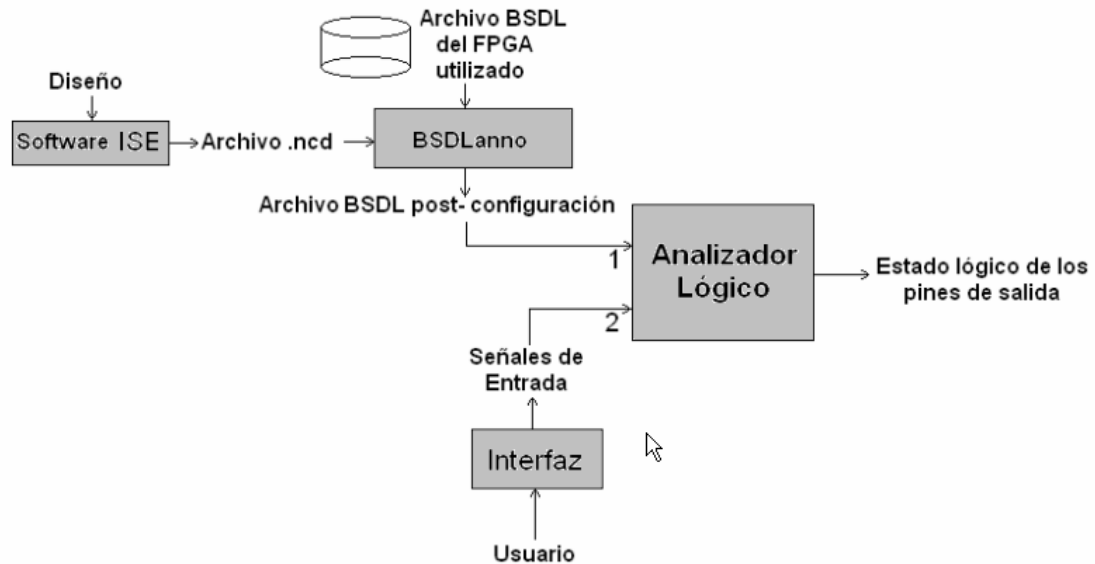 Archivo BSDL
del FPGA
utilizado
Diseño
Software ISE
Archivo .ncd
BSDLanno
Archivo BSDL post- configuración
1
Analizador
Lógico
Estado lógico de los
pines de salida
2
Señales de
Entrada
Interfaz
Usuario